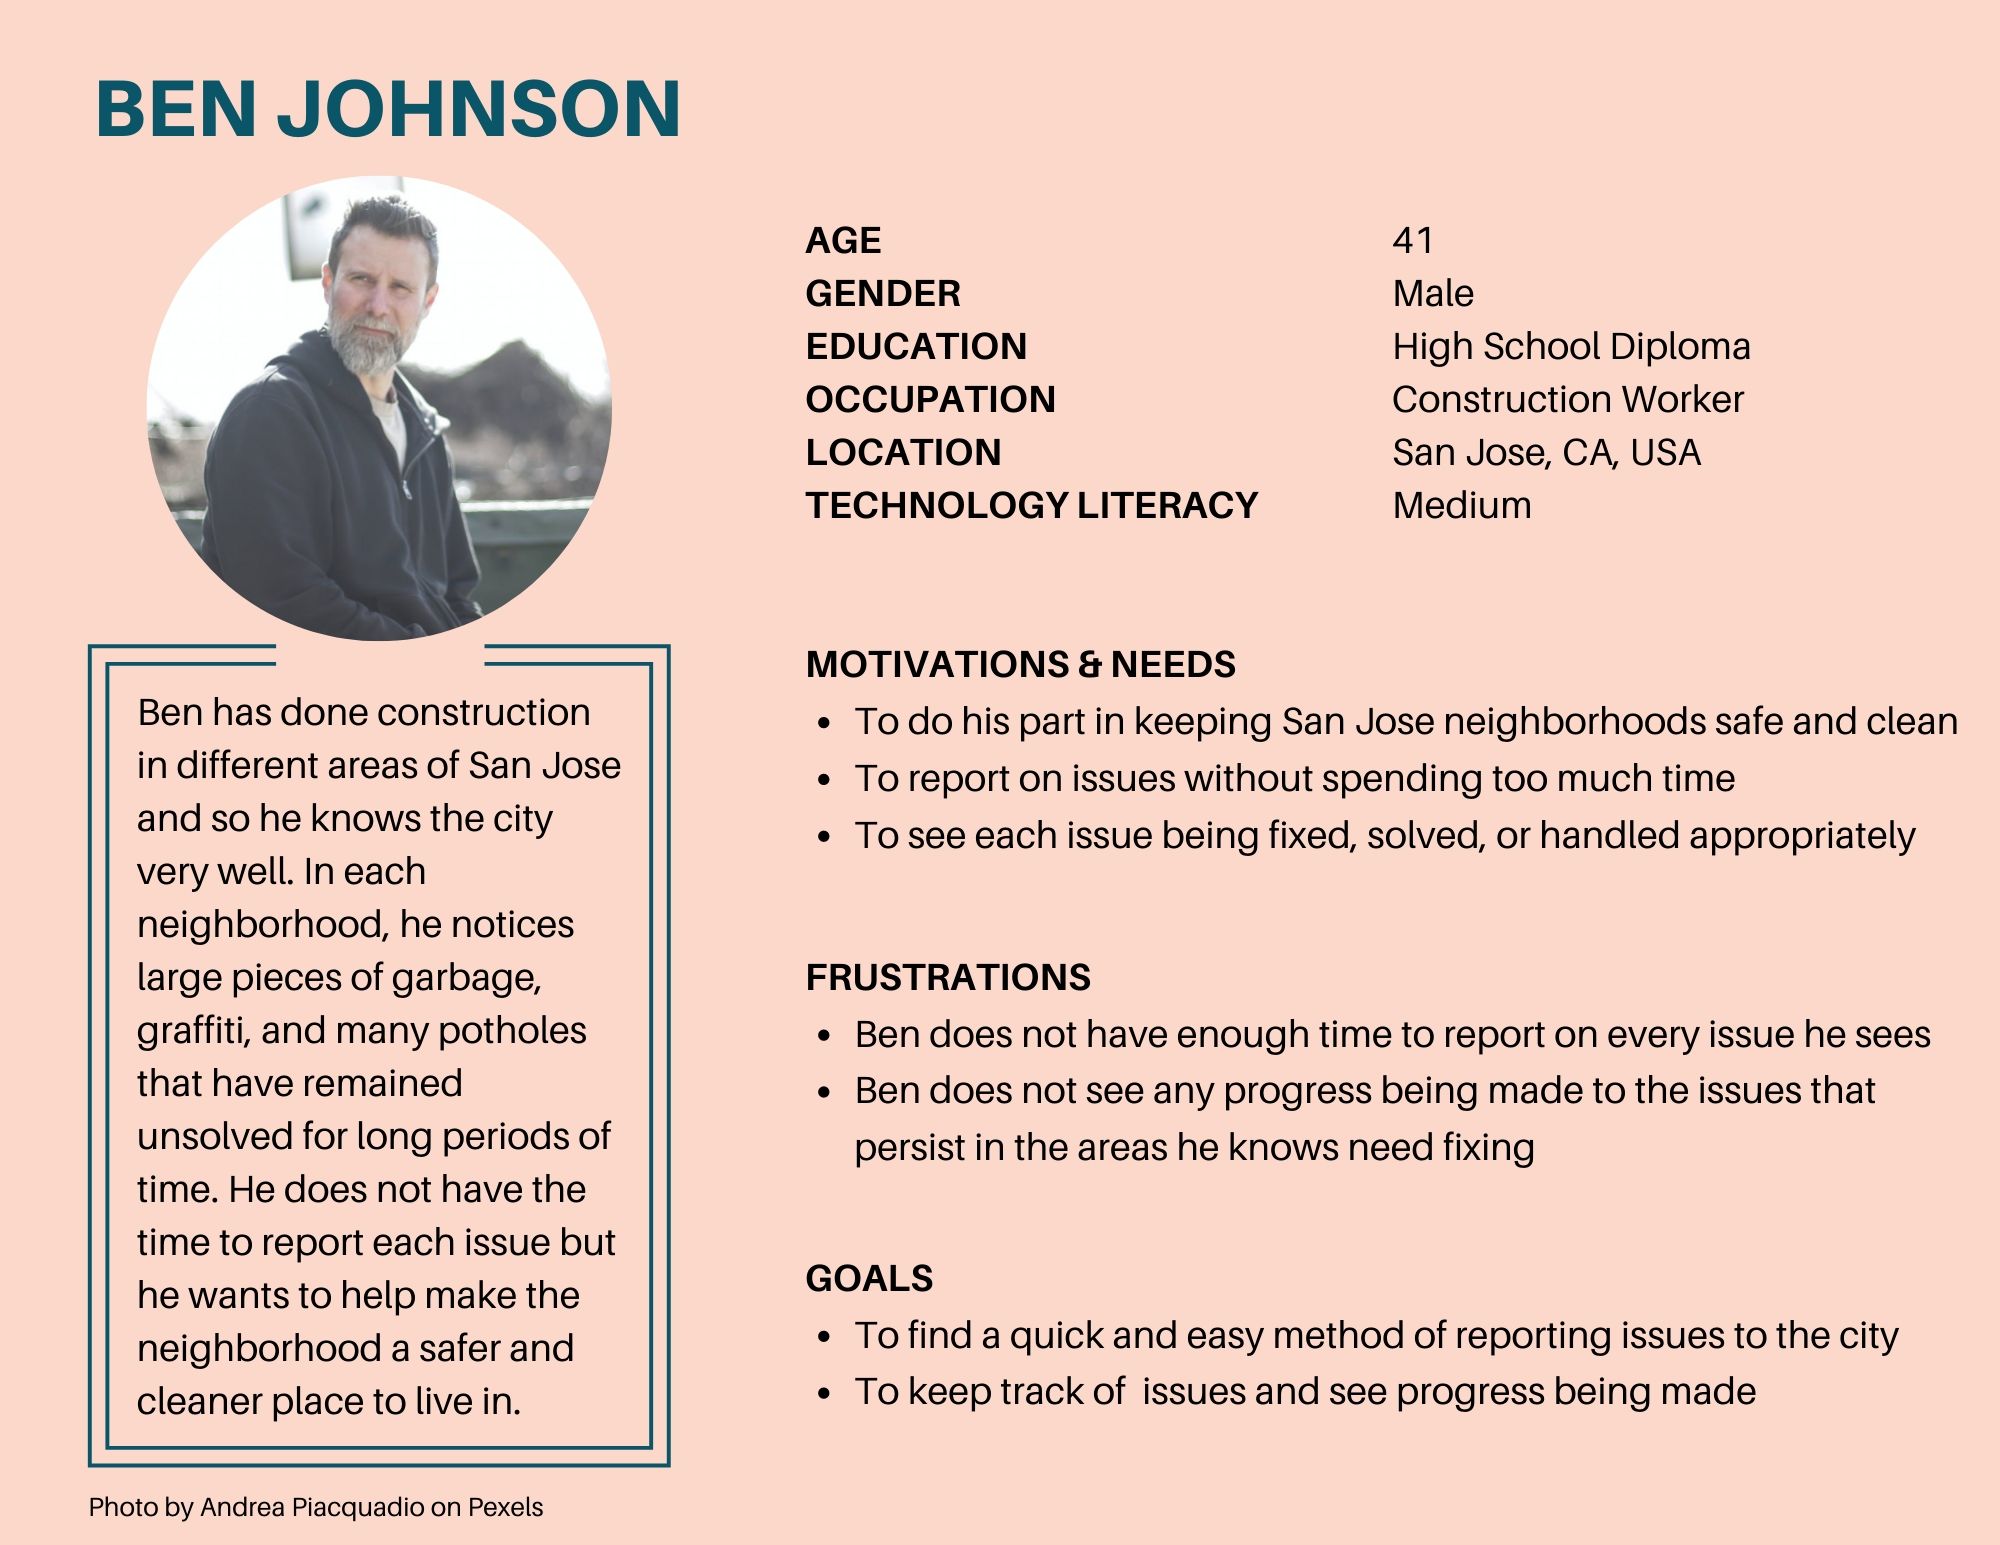 BEN JOHNSON
AGE 41
GENDER Male
EDUCATION High School Diploma
OCCUPATION Construction Worker
LOCATION San Jose, CA, USA
TECHNOLOGY LITERACY Medium
Ben has done construction
in different areas of San Jose
and so he knows the city
very well. In each
neighborhood, he notices
large pieces of garbage,
graffiti, and many potholes
that have remained
unsolved for long periods of
time. He does not have the
time to report each issue but
he wants to help make the
neighborhood a safer and
cleaner place to live in.
Photo by Andrea Piacquadio on Pexels
MOTIVATIONS & NEEDS
• To do his part in keeping San Jose neighborhoods safe and clean
• To report on issues without spending too much time
• To see each issue being fixed, solved, or handled appropriately
FRUSTRATIONS
• Ben does not have enough time to report on every issue he sees
• Ben does not see any progress being made to the issues that
persist in the areas he knows need fixing
GOALS
• To find a quick and easy method of reporting issues to the city
• To keep track of  issues and see progress being made